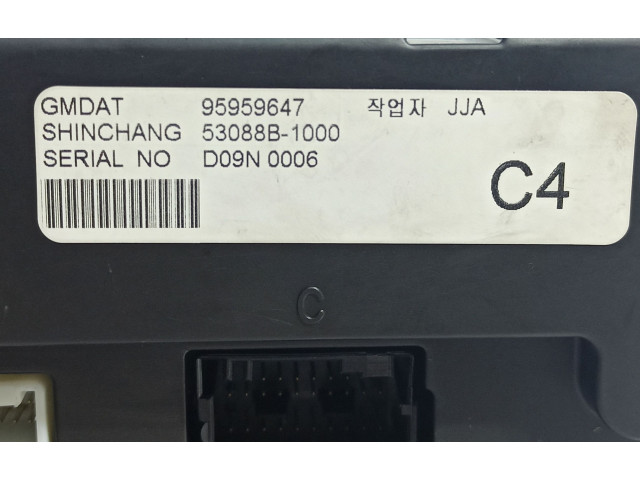 GMDAT 95959647 작업자 JJA
SHINCHANG 53088B-1000
SERIAL NO D09N 0006
C4
C